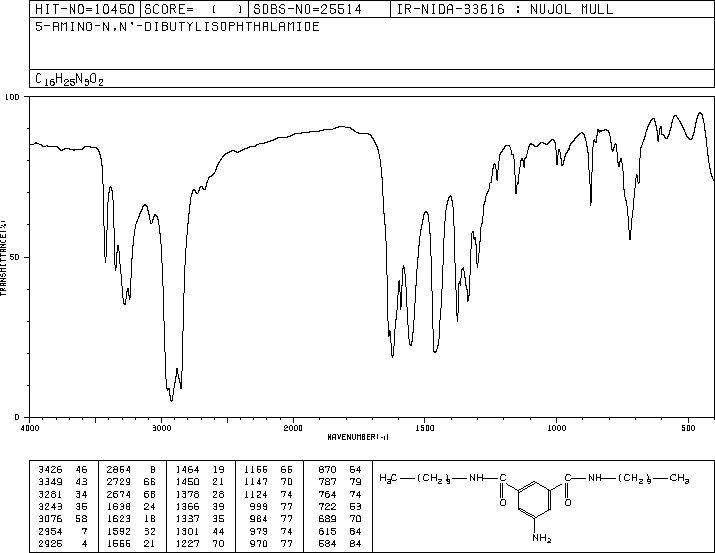 HIT-NO=10450 SCORE= ( ) SDBS-NO=25514 IR-NIDA-33616 : NUJOL MULL
5-AMINO-N,N'-DIBUTYLISOPHTHALAMIDE
C16H25N3O2
100
50
0
TRANSMITTANCE(%)
4000 3000 2000 1500 1000 500
WAVENUMBER(-1)
3426 46 2864 8 1464 19 1155 66 870 64
3349 43 2729 66 1450 21 1147 70 787 79
3281 34 2674 66 1378 28 1124 74 764 74
3243 35 1638 24 1366 39 999 77 722 53
3076 58 1623 18 1337 35 984 77 689 70
2954 7 1592 32 1301 44 979 74 615 84
2925 4 1556 21 1227 70 970 77 584 84
H3C—(CH2)3—NH—C C—NH—(CH2)3—CH3
O O
NH2